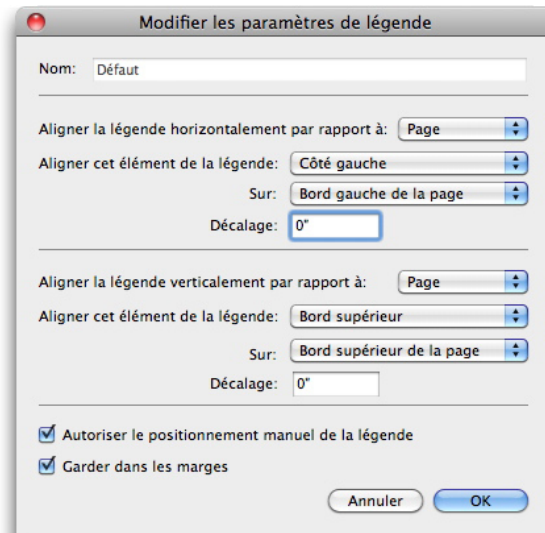 Modifier les paramètres de légende
Nom: Défaut
Aligner la légende horizontalement par rapport à: Page
Aligner cet élément de la légende: Côté gauche
Sur: Bord gauche de la page
Décalage: 0"
Aligner la légende verticalement par rapport à: Page
Aligner cet élément de la légende: Bord supérieur
Sur: Bord supérieur de la page
Décalage: 0"
Autoriser le positionnement manuel de la légende
Garder dans les marges
Annuler OK